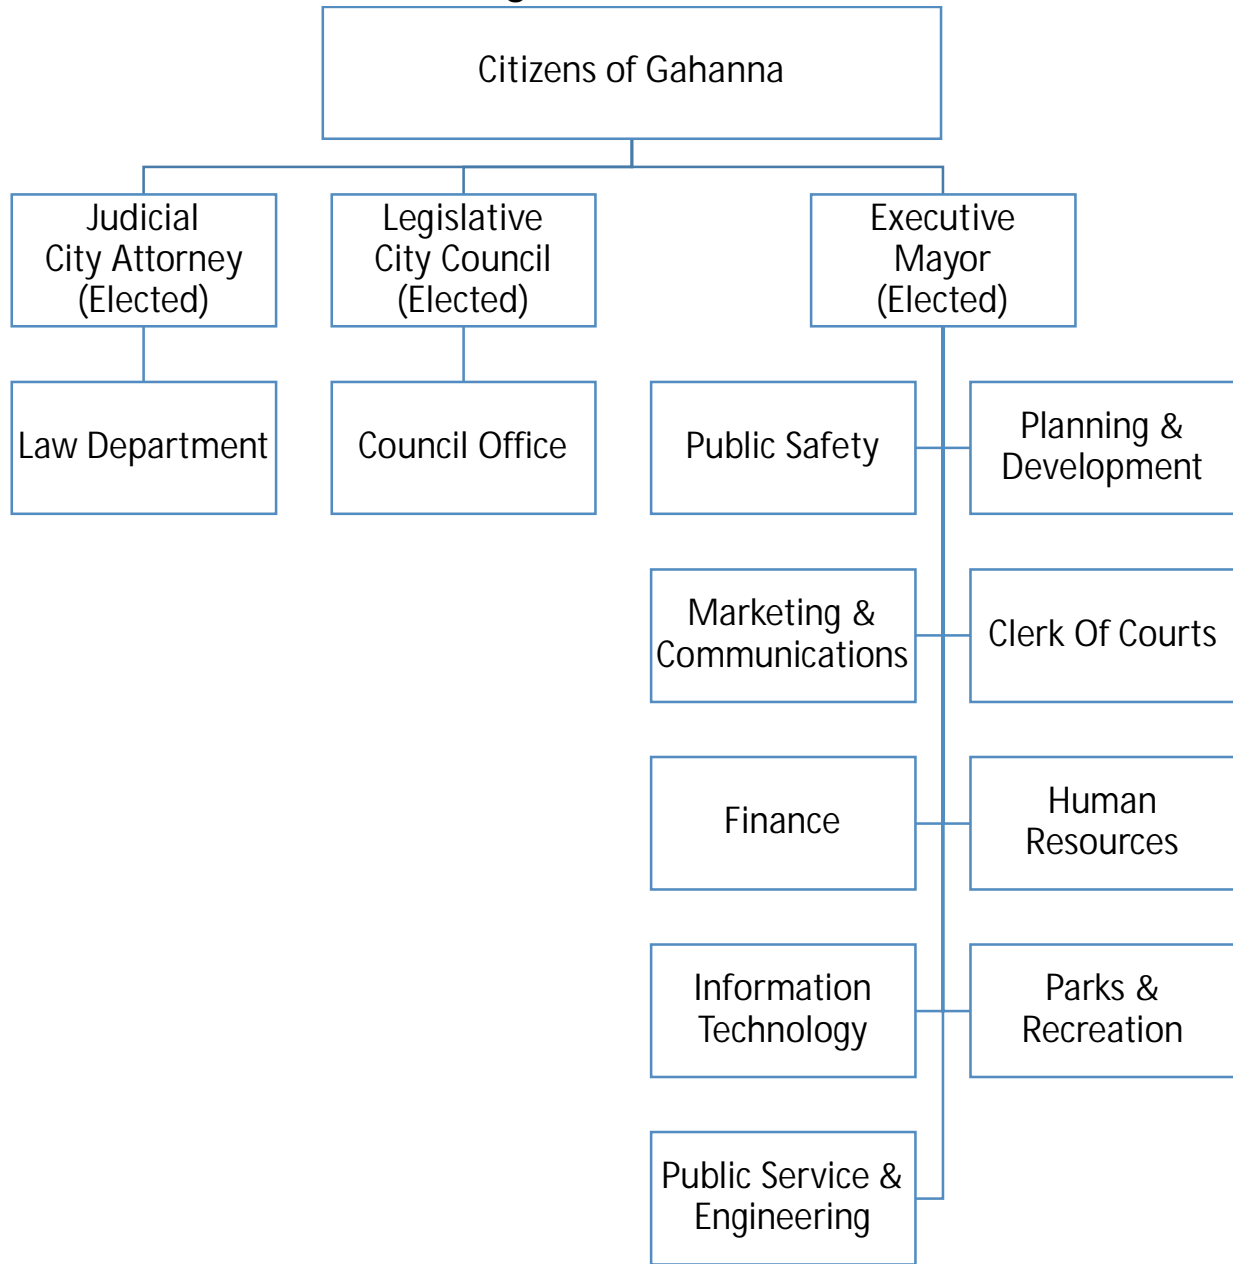 Citizens of Gahanna
Judicial
City Attorney
(Elected)
Legislative
City Council
(Elected)
Executive
Mayor
(Elected)
Law Department
Council Office
Public Safety
Planning &
Development
Marketing &
Communications
Clerk Of Courts
Finance
Human
Resources
Information
Technology
Parks &
Recreation
Public Service &
Engineering